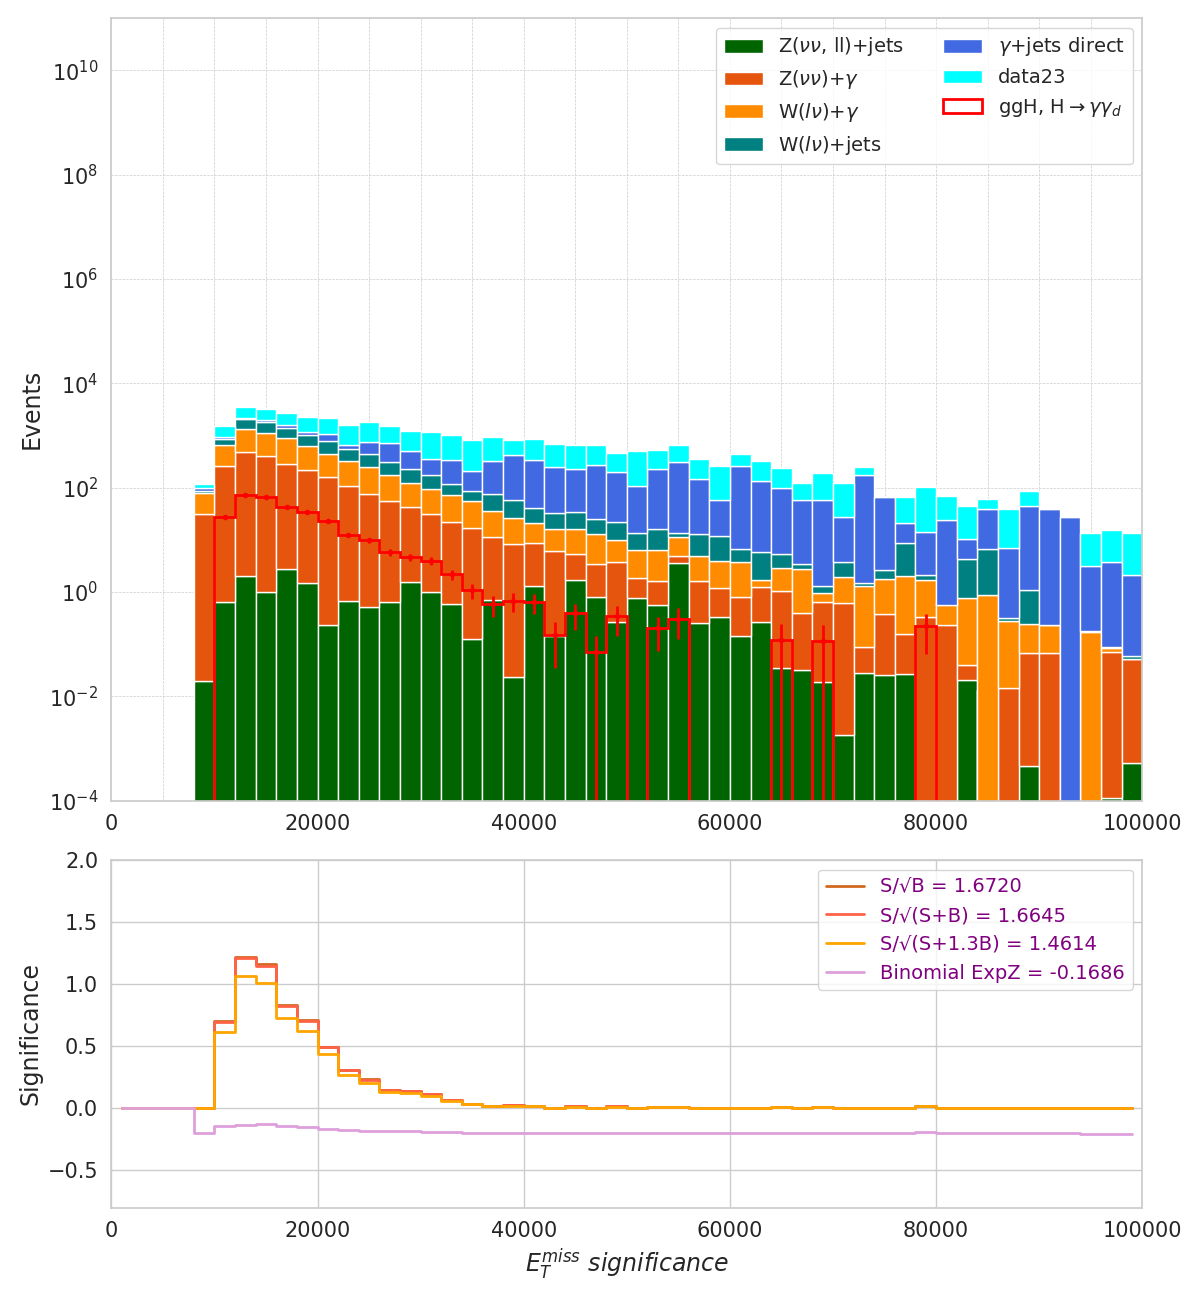 Events
10^10
10^8
10^6
10^4
10^2
10^0
10^−2
10^−4
0 20000 40000 60000 80000 100000
Z(νν, ll)+jets
Z(νν)+γ
W(lν)+γ
W(lν)+jets
γ+jets direct
data23
ggH, H→γγ_d
Significance
2.0
1.5
1.0
0.5
0.0
−0.5
S/√B = 1.6720
S/√(S+B) = 1.6645
S/√(S+1.3B) = 1.4614
Binomial ExpZ = -0.1686
0 20000 40000 60000 80000 100000
E_T^miss significance